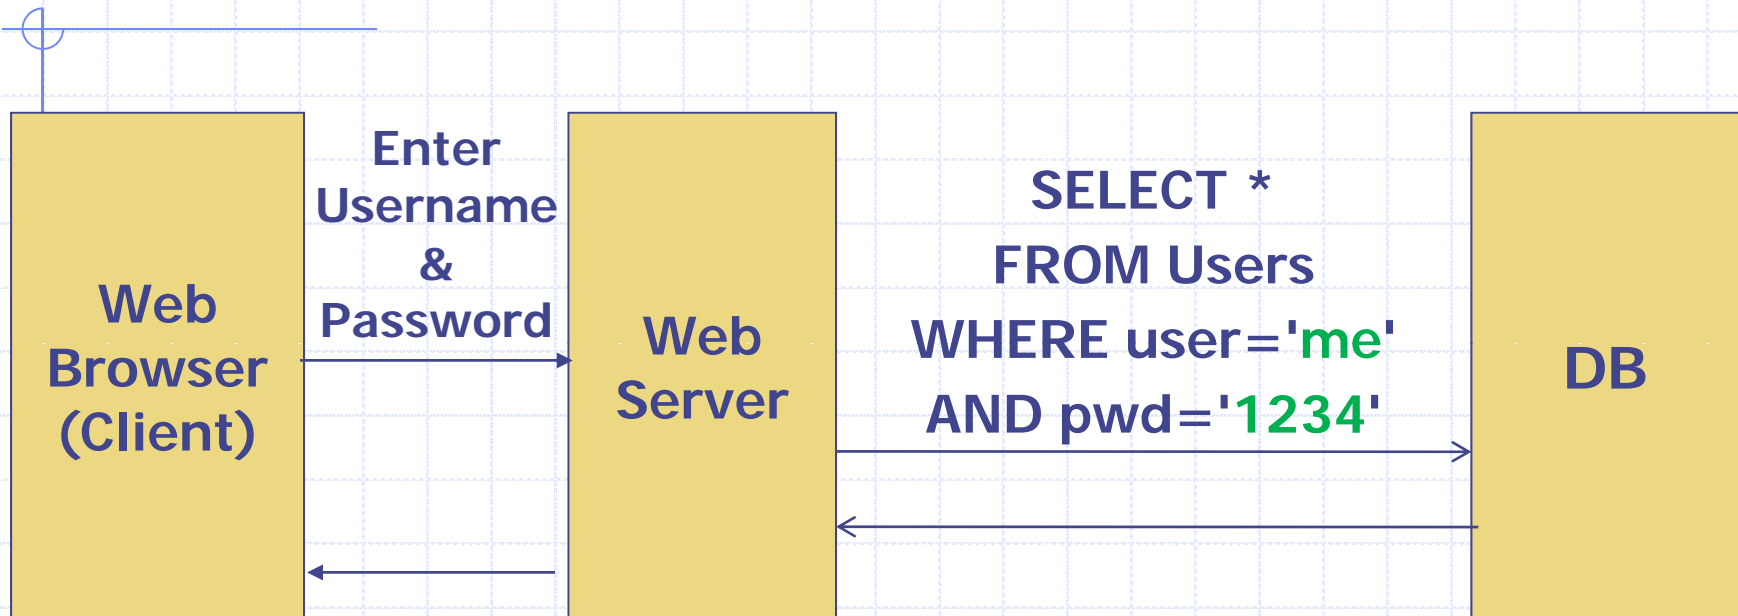 Web
Browser
(Client)
Enter
Username
&
Password
Web
Server
SELECT *
FROM Users
WHERE user='me'
AND pwd='1234'
DB